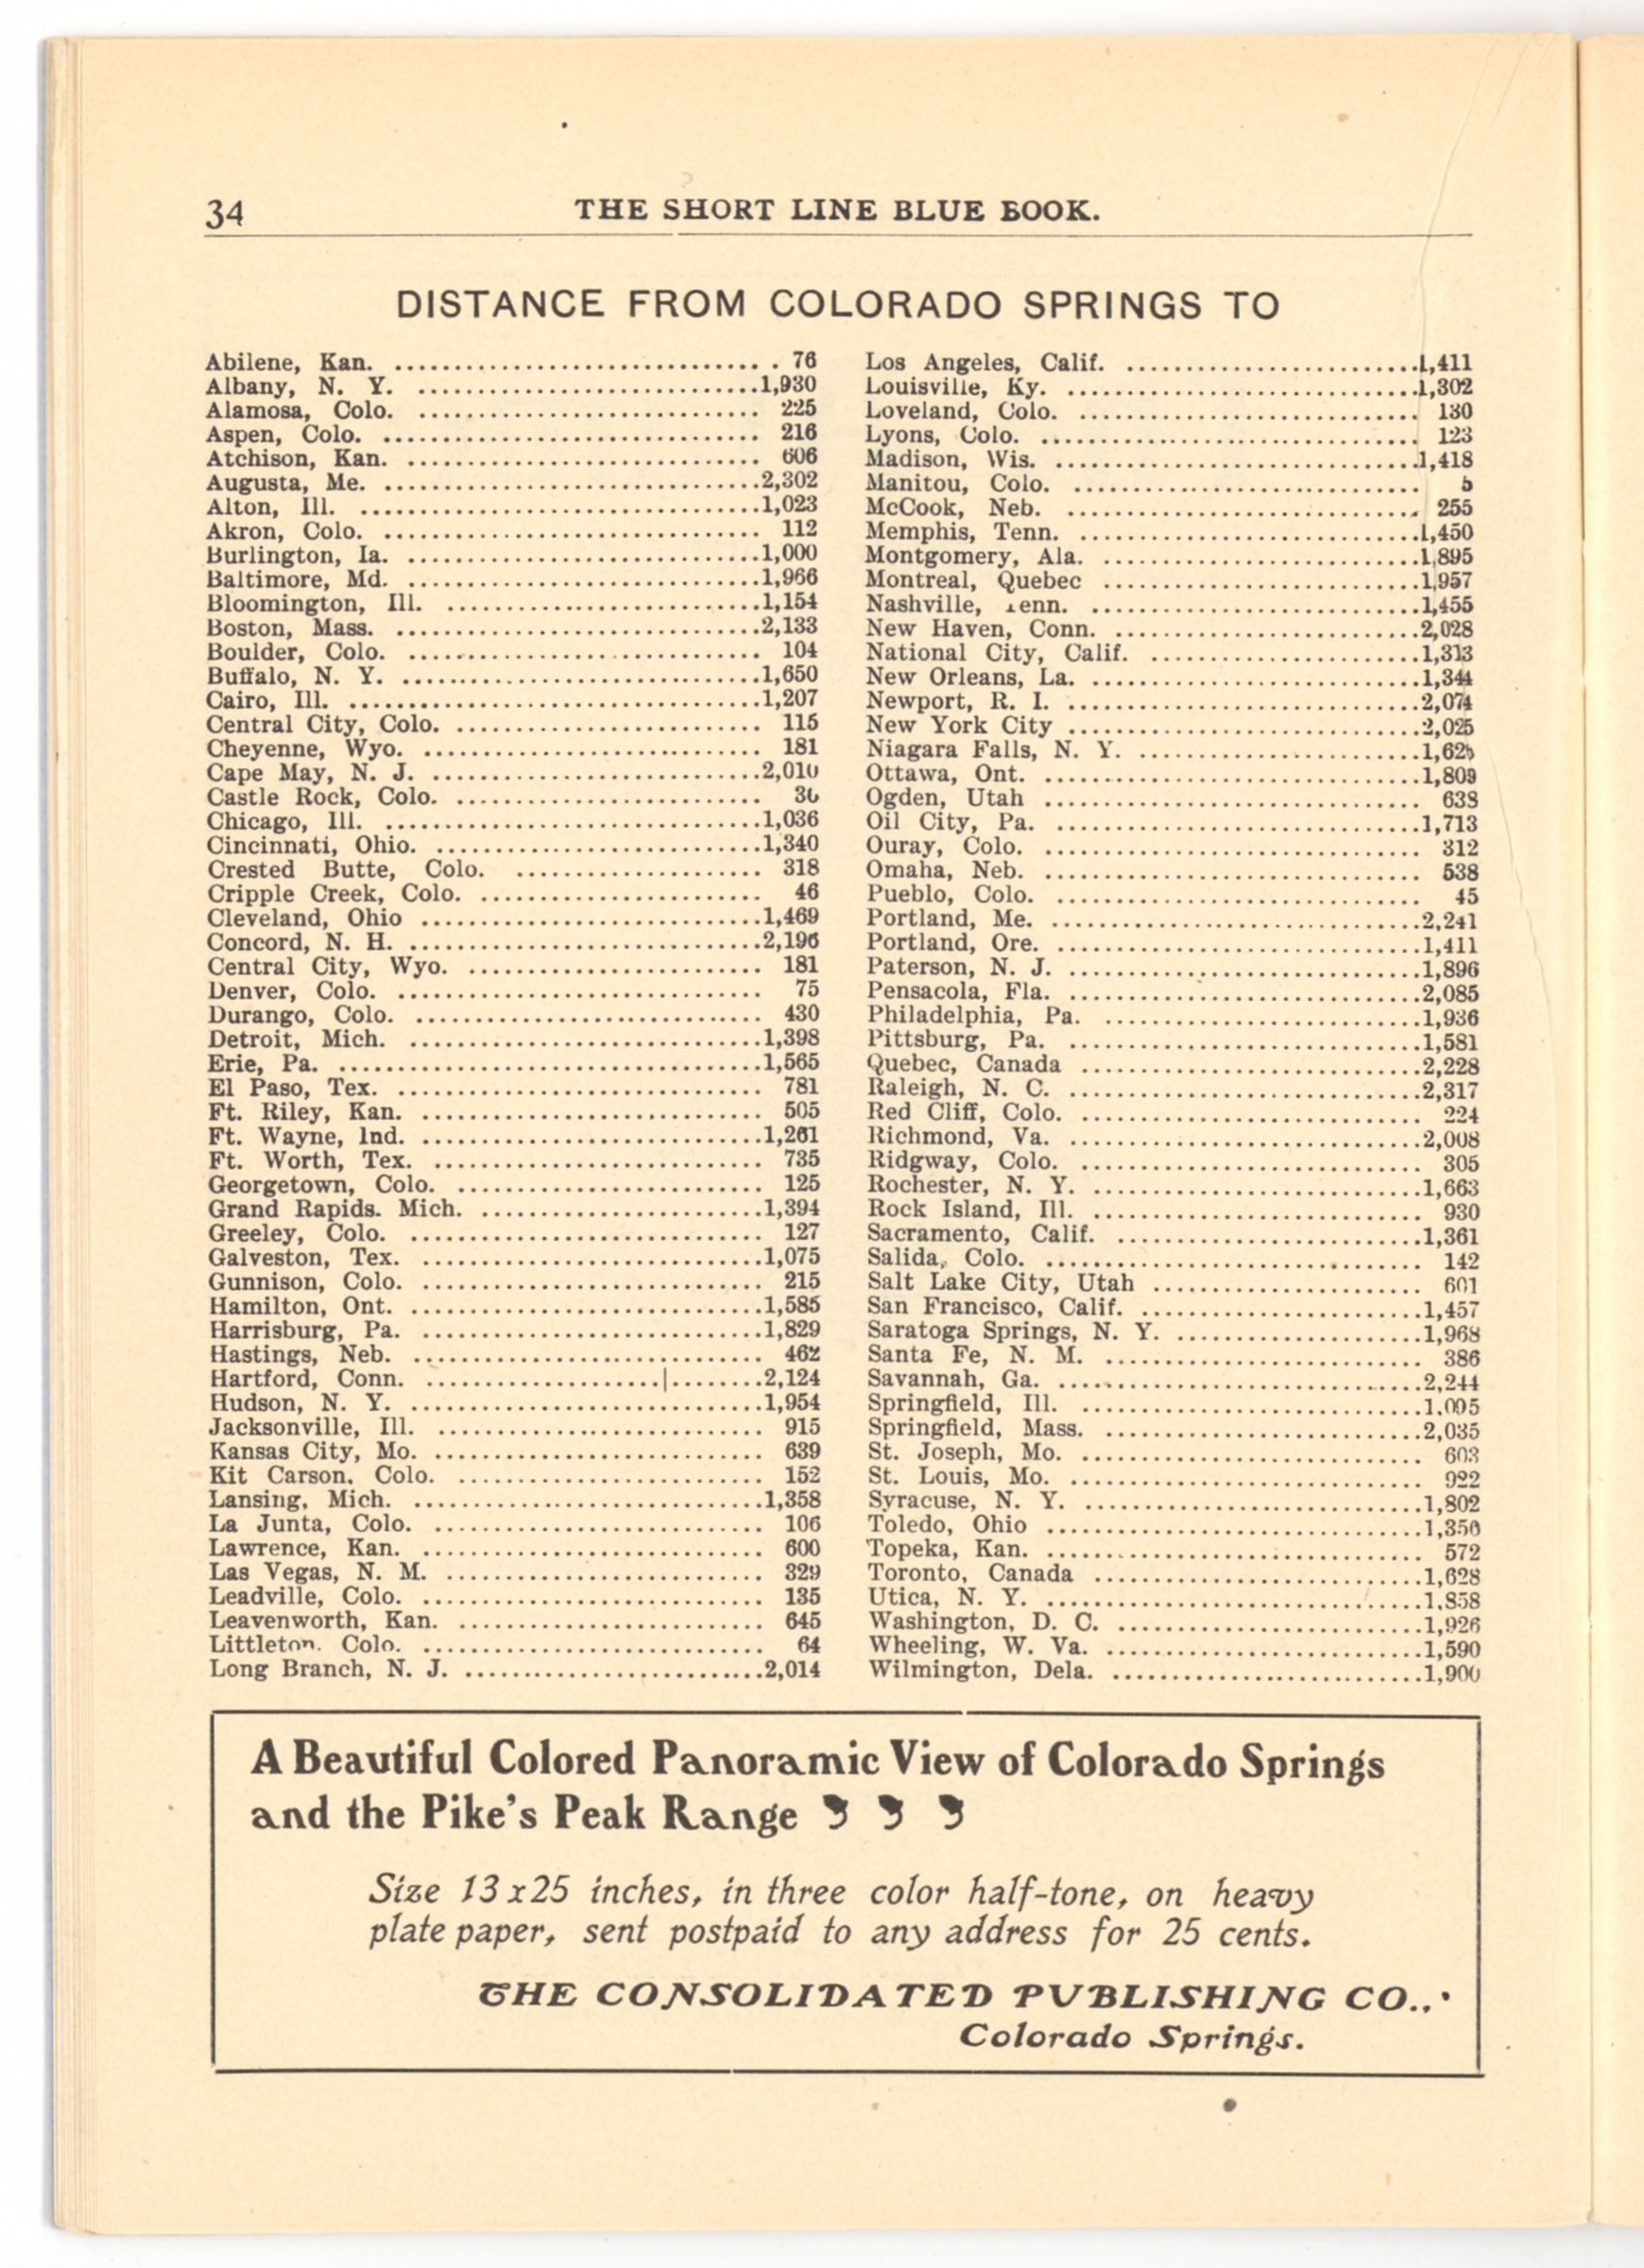 34
THE SHORT LINE BLUE BOOK.
DISTANCE FROM COLORADO SPRINGS TO
Abilene, Kan. .................................. 76
Albany, N. Y. ..............................1,930
Alamosa, Colo. .............................. 225
Aspen, Colo. ................................. 216
Atchison, Kan. ............................... 606
Augusta, Me. .................................2,302
Alton, Ill. ...................................1,023
Akron, Colo. ................................. 112
Burlington, Ia. ...............................1,000
Baltimore, Md. ...............................1,966
Bloomington, Ill. ............................1,154
Boston, Mass. ................................2,133
Boulder, Colo. ............................... 104
Buffalo, N. Y. ................................1,650
Cairo, Ill. ....................................1,207
Central City, Colo. ........................... 115
Cheyenne, Wyo. .............................. 181
Cape May, N. J. .............................2,010
Castle Rock, Colo. ...........................
Chicago, Ill. .................................1,036
Cincinnati, Ohio. .............................1,340
Crested Butte, Colo. ....................... 318
Cripple Creek, Colo. ......................... 46
Cleveland, Ohio ..............................1,469
Concord, N. H. ...............................2,196
Central City, Wyo. .......................... 181
Denver, Colo. ................................ 75
Durango, Colo. ............................... 430
Detroit, Mich. ...............................1,398
Erie, Pa. .....................................1,565
El Paso, Tex. ................................ 781
Ft. Riley, Kan. .............................. 505
Ft. Wayne, Ind. ..............................1,261
Ft. Worth, Tex. ............................. 735
Georgetown, Colo. ........................... 125
Grand Rapids. Mich. .........................1,394
Greeley, Colo. ............................... 127
Galveston, Tex. ..............................1,075
Gunnison, Colo. .............................. 215
Hamilton, Ont. ...............................1,585
Harrisburg, Pa. ..............................1,829
Hastings, Neb. ............................... 462
Hartford, Conn. ..............................2,124
Hudson, N. Y. ................................1,954
Jacksonville, Ill. ............................. 915
Kansas City, Mo. ............................ 639
Kit Carson. Colo. ............................ 152
Lansing, Mich. ...............................1,358
La Junta, Colo. .............................. 106
Lawrence, Kan. .............................. 600
Las Vegas, N. M. ............................ 329
Leadville, Colo. .............................. 135
Leavenworth, Kan. ........................... 645
Littleton. Colo. .............................. 64
Long Branch, N. J. ..........................2,014
Los Angeles, Calif. ..........................1,411
Louisville, Ky. ...............................1,302
Loveland, Colo. .............................. 130
Lyons, Colo. ................................. 123
Madison, Wis. ................................1,418
Manitou, Colo. ............................... 5
McCook, Neb. ................................ 255
Memphis, Tenn. ..............................1,450
Montgomery, Ala. ............................1,895
Montreal, Quebec ............................1,957
Nashville, Tenn. .............................1,455
New Haven, Conn. ...........................2,028
National City, Calif. .........................1,313
New Orleans, La. ............................1,344
Newport, R. I. ...............................2,074
New York City ...............................2,025
Niagara Falls, N. Y. .........................1,625
Ottawa, Ont. .................................1,809
Ogden, Utah .................................. 638
Oil City, Pa. .................................1,713
Ouray, Colo. ................................. 312
Omaha, Neb. ................................. 538
Pueblo, Colo. ................................ 45
Portland, Me. ................................2,241
Portland, Ore. ...............................1,411
Paterson, N. J. ..............................1,896
Pensacola, Fla. ..............................2,085
Philadelphia, Pa. ............................1,936
Pittsburg, Pa. ...............................1,581
Quebec, Canada ..............................2,228
Raleigh, N. C. ...............................2,317
Red Cliff, Colo. .............................. 224
Richmond, Va. ...............................2,008
Ridgway, Colo. ............................... 305
Rochester, N. Y. .............................1,663
Rock Island, Ill. ............................. 930
Sacramento, Calif. ...........................1,361
Salida, Colo. ................................. 142
Salt Lake City, Utah ........................ 601
San Francisco, Calif. .........................1,457
Saratoga Springs, N. Y. ......................1,968
Santa Fe, N. M. ............................. 386
Savannah, Ga. ................................2,244
Springfield, Ill. ..............................1.095
Springfield, Mass. ............................2,035
St. Joseph, Mo. .............................. 603
St. Louis, Mo. ............................... 922
Syracuse, N. Y. ..............................1,802
Toledo, Ohio .................................1,356
Topeka, Kan. ................................. 572
Toronto, Canada .............................1,628
Utica, N. Y. .................................1,858
Washington, D. C. ...........................1,926
Wheeling, W. Va. ............................1,590
Wilmington, Dela. ............................1,900
A Beautiful Colored Panoramic View of Colorado Springs
and the Pike's Peak Range
Size 13x25 inches, in three color half-tone, on heavy
plate paper, sent postpaid to any address for 25 cents.
THE CONSOLIDATED PUBLISHING CO..
Colorado Springs.